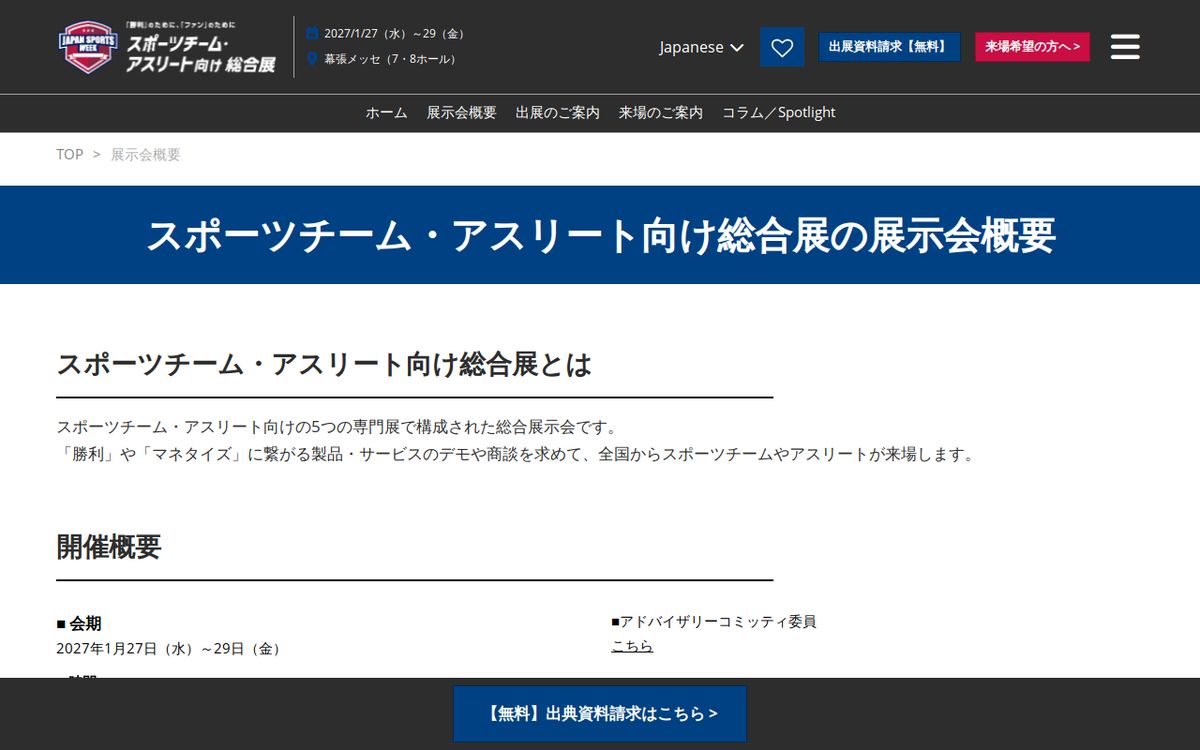 「勝利」のために、「ファン」のために
JAPAN SPORTS
WEEK
スポーツチーム・
アスリート向け 総合展
2027/1/27（水）～29（金）
幕張メッセ（7・8ホール）
Japanese
出展資料請求【無料】
来場希望の方へ >
ホーム 展示会概要 出展のご案内 来場のご案内 コラム／Spotlight
TOP > 展示会概要
スポーツチーム・アスリート向け総合展の展示会概要
スポーツチーム・アスリート向け総合展とは
スポーツチーム・アスリート向けの5つの専門展で構成された総合展示会です。
「勝利」や「マネタイズ」に繋がる製品・サービスのデモや商談を求めて、全国からスポーツチームやアスリートが来場します。
開催概要
■ 会期
2027年1月27日（水）～29日（金）
■アドバイザリーコミッティ委員
こちら
【無料】出典資料請求はこちら >